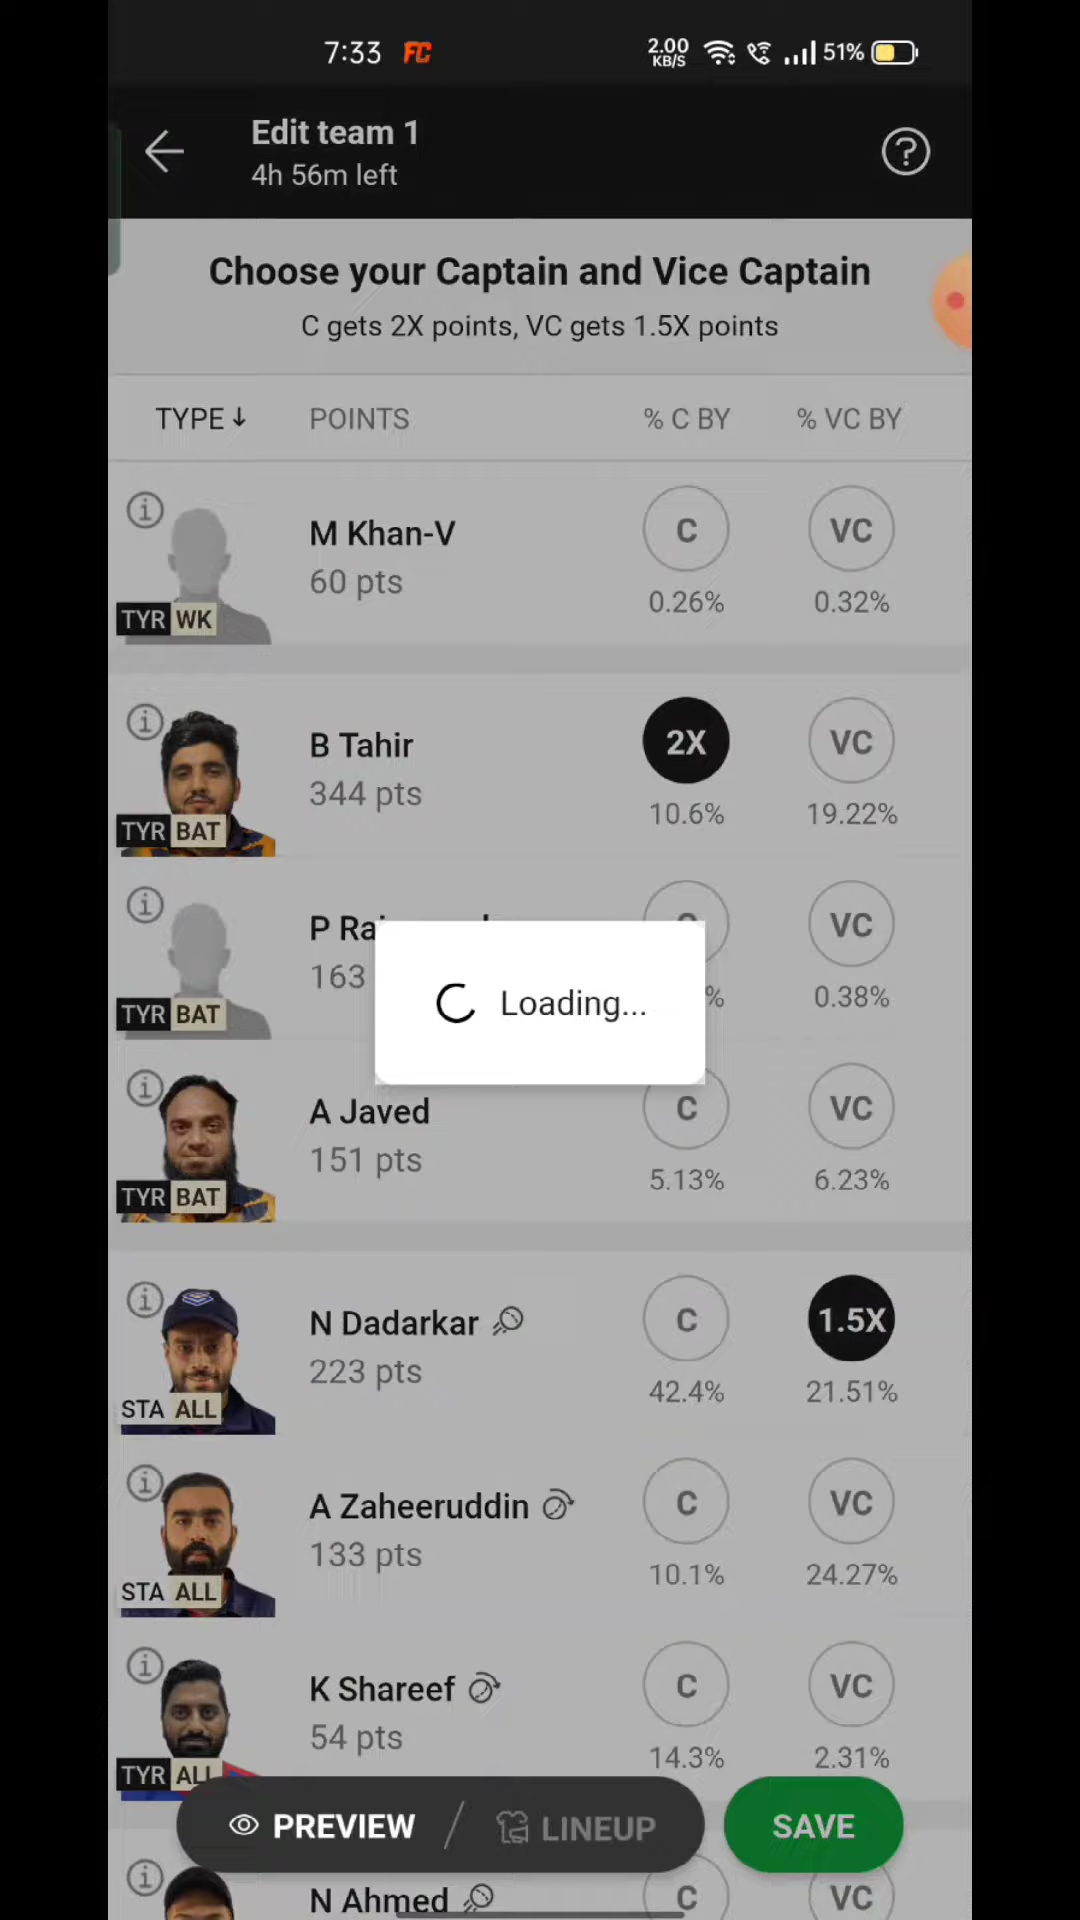 7:33 FC 2.00 KB/S 51%
Edit team 1
4h 56m left
Choose your Captain and Vice Captain
C gets 2X points, VC gets 1.5X points
TYPE POINTS % C BY % VC BY
M Khan-V C VC
60 pts
0.26% 0.32%
TYR WK
B Tahir 2X VC
344 pts
10.6% 19.22%
TYR BAT
P VC
163
% 0.38%
TYR BAT
Loading...
A Javed C VC
151 pts
5.13% 6.23%
TYR BAT
N Dadarkar C 1.5X
223 pts
42.4% 21.51%
STA ALL
A Zaheeruddin C VC
133 pts
10.1% 24.27%
STA ALL
K Shareef C VC
54 pts
14.3% 2.31%
TYR ALL
PREVIEW / LINEUP SAVE
N Ahmed C VC